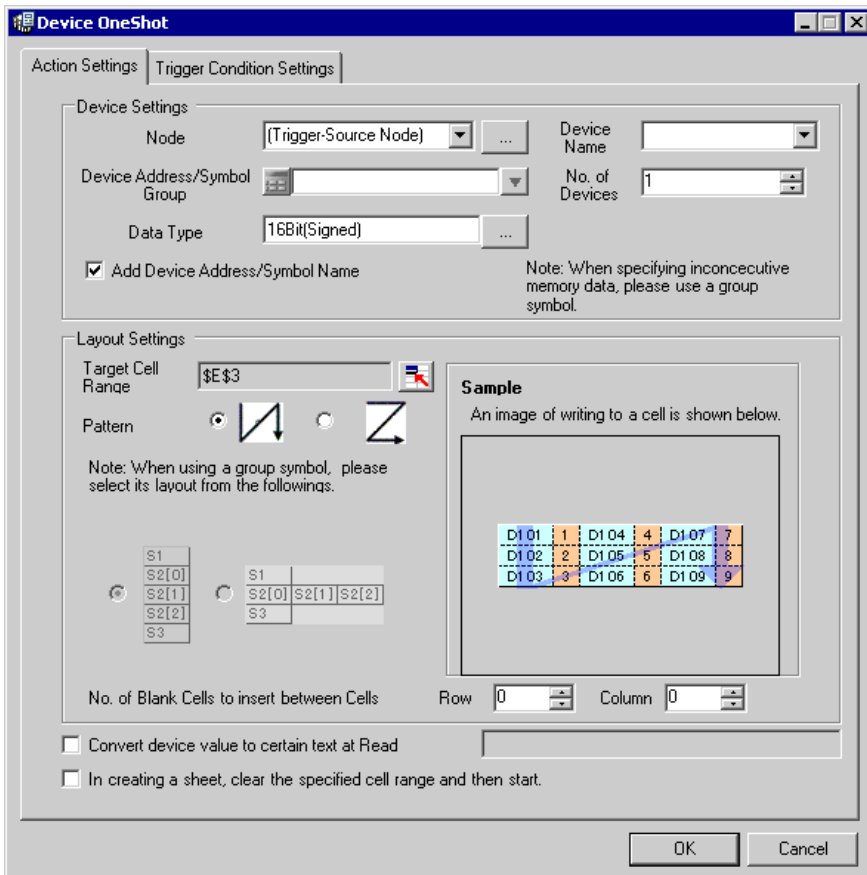 Device OneShot
Action Settings
Trigger Condition Settings
Device Settings
Node
(Trigger-Source Node)
...
Device
Name
Device Address/Symbol
Group
No. of
Devices
1
Data Type
16Bit(Signed)
...
Add Device Address/Symbol Name
Note: When specifying inconcecutive
memory data, please use a group
symbol.
Layout Settings
Target Cell
Range
$E$3
Pattern
Note: When using a group symbol, please
select its layout from the followings.
S1
S2[0]
S2[1]
S2[2]
S3
S1
S2[0] S2[1] S2[2]
S3
Sample
An image of writing to a cell is shown below.
D101 1 D104 4 D107 7
D102 2 D105 5 D108 8
D103 3 D106 6 D109 9
No. of Blank Cells to insert between Cells
Row
0
Column
0
Convert device value to certain text at Read
In creating a sheet, clear the specified cell range and then start.
OK
Cancel